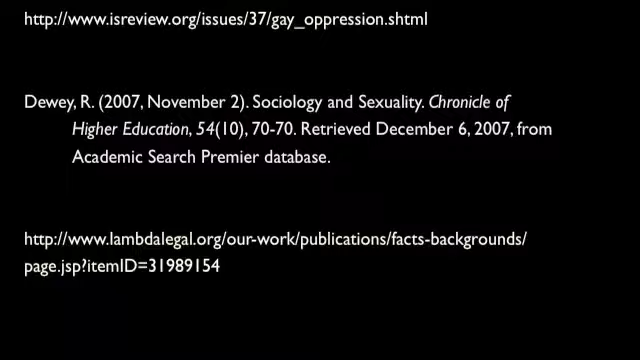 http://www.isreview.org/issues/37/gay_oppression.shtml
Dewey, R. (2007, November 2). Sociology and Sexuality. Chronicle of
Higher Education, 54(10), 70-70. Retrieved December 6, 2007, from
Academic Search Premier database.
http://www.lambdalegal.org/our-work/publications/facts-backgrounds/
page.jsp?itemID=31989154